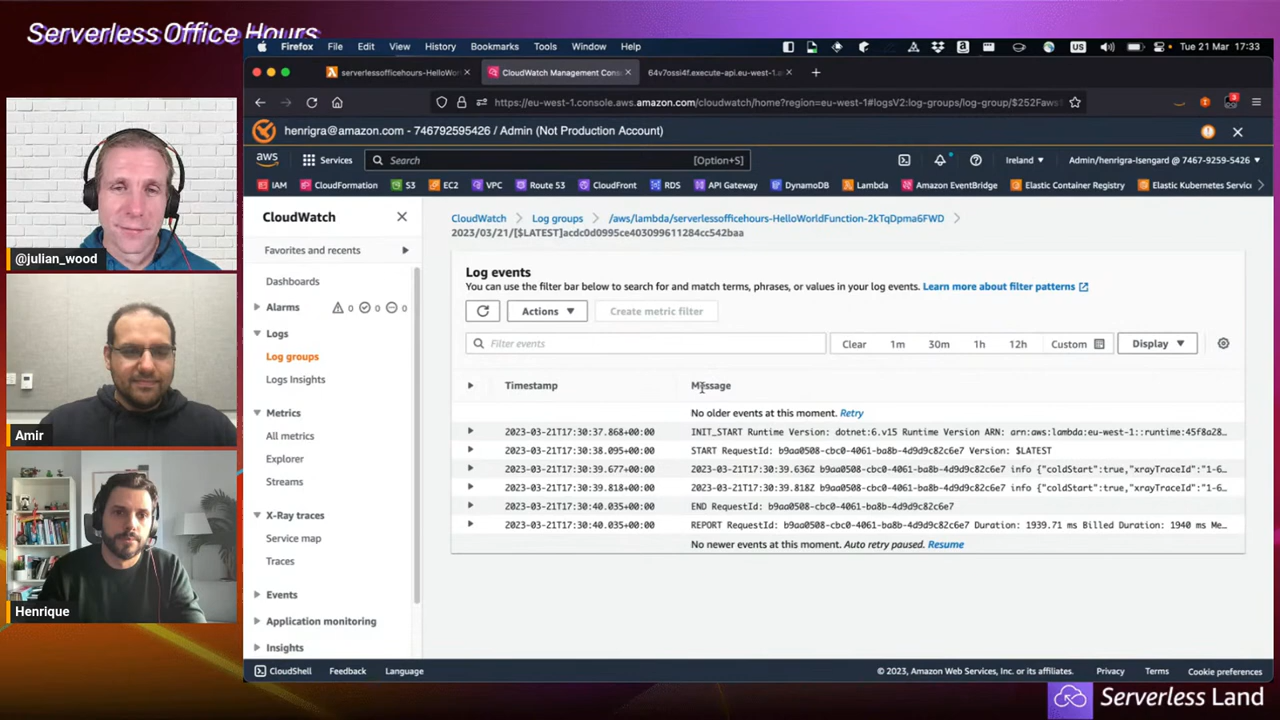 Serverless Office Hours
Firefox File Edit View History Bookmarks Tools Window Help US Tue 21 Mar 17:33
serverlessofficehours-HelloWo CloudWatch Management Cons 64v7ossi4f.execute-api.eu-west-1.a
https://eu-west-1.console.aws.amazon.com/cloudwatch/home?region=eu-west-1#logsV2:log-groups/log-group/$252Faws
henrigra@amazon.com - 746792595426 / Admin (Not Production Account)
aws Services Search [Option+S] Ireland Admin/henrigra-Isengard @ 7467-9259-5426
IAM CloudFormation S3 EC2 VPC Route 53 CloudFront RDS API Gateway DynamoDB Lambda Amazon EventBridge Elastic Container Registry Elastic Kubernetes Servic
CloudWatch
Favorites and recents
Dashboards
Alarms 0 0 0
Logs
Log groups
Logs Insights
Metrics
All metrics
Explorer
Streams
X-Ray traces
Service map
Traces
Events
Application monitoring
Insights
CloudWatch Log groups /aws/lambda/serverlessofficehours-HelloWorldFunction-2kTqDpma6FWD
2023/03/21/[$LATEST]acdc0d0995ce403099611284cc542baa
Log events
You can use the filter bar below to search for and match terms, phrases, or values in your log events. Learn more about filter patterns
Actions Create metric filter
Filter events Clear 1m 30m 1h 12h Custom Display
Timestamp Message
No older events at this moment. Retry
2023-03-21T17:30:37.868+00:00 INIT_START Runtime Version: dotnet:6.v15 Runtime Version ARN: arn:aws:lambda:eu-west-1::runtime:45f8a28…
2023-03-21T17:30:38.095+00:00 START RequestId: b9aa0508-cbc0-4061-ba8b-4d9d9c82c6e7 Version: $LATEST
2023-03-21T17:30:39.677+00:00 2023-03-21T17:30:39.636Z b9aa0508-cbc0-4061-ba8b-4d9d9c82c6e7 info {"coldStart":true,"xrayTraceId":"1-6…
2023-03-21T17:30:39.818+00:00 2023-03-21T17:30:39.818Z b9aa0508-cbc0-4061-ba8b-4d9d9c82c6e7 info {"coldStart":true,"xrayTraceId":"1-6…
2023-03-21T17:30:40.035+00:00 END RequestId: b9aa0508-cbc0-4061-ba8b-4d9d9c82c6e7
2023-03-21T17:30:40.035+00:00 REPORT RequestId: b9aa0508-cbc0-4061-ba8b-4d9d9c82c6e7 Duration: 1939.71 ms Billed Duration: 1940 ms Me…
No newer events at this moment. Auto retry paused. Resume
CloudShell Feedback Language © 2023, Amazon Web Services, Inc. or its affiliates. Privacy Terms Cookie preferences
@julian_wood
Amir
Henrique
Serverless Land